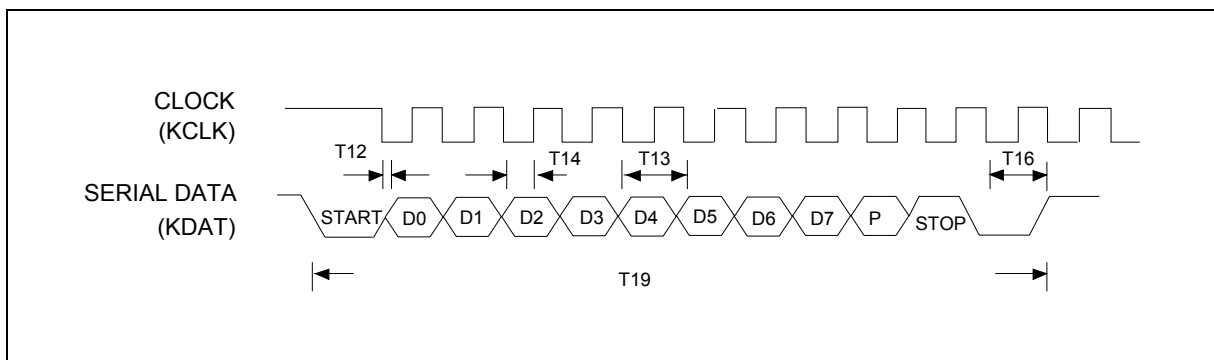 CLOCK
(KCLK)
T12 T14 T13 T16
SERIAL DATA
(KDAT)
START D0 D1 D2 D3 D4 D5 D6 D7 P STOP
T19